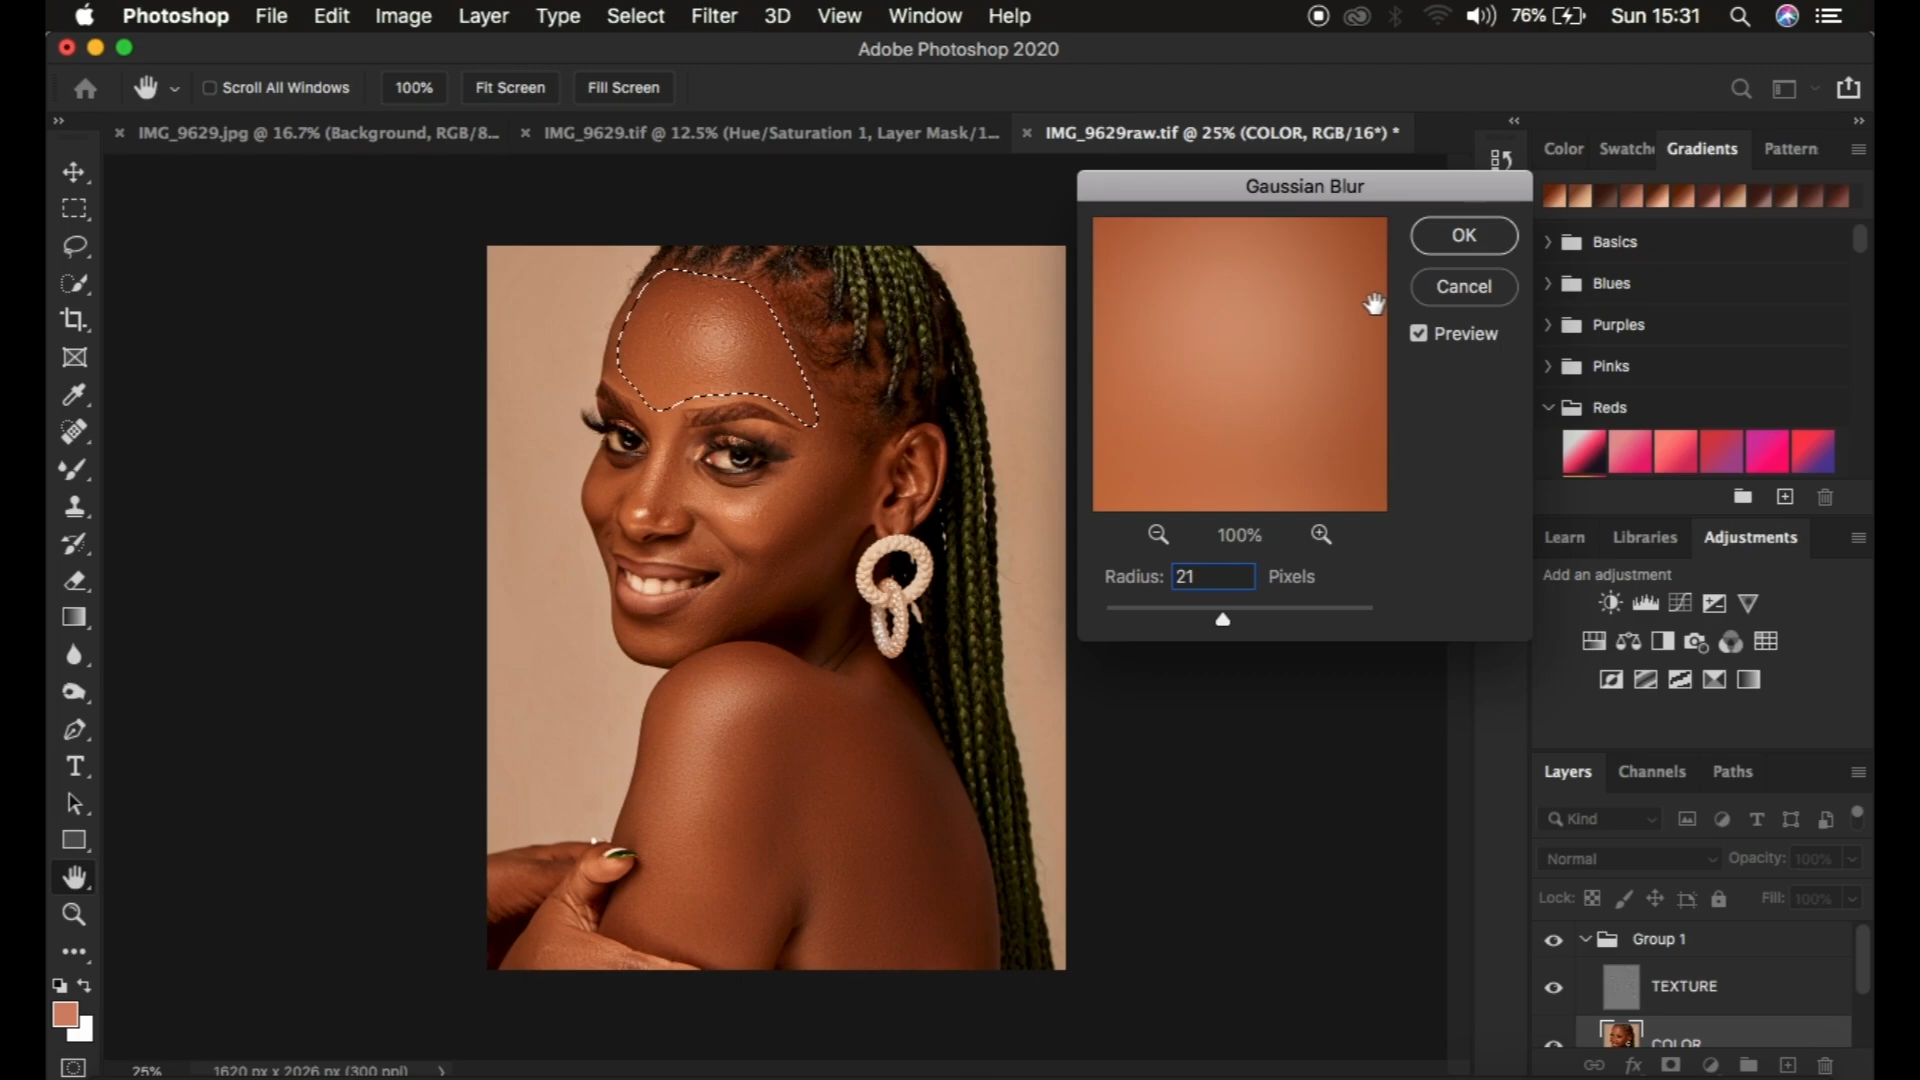 Photoshop File Edit Image Layer Type Select Filter 3D View Window Help 76% Sun 15:31
Adobe Photoshop 2020
Scroll All Windows 100% Fit Screen Fill Screen
IMG_9629.jpg @ 16.7% (Background, RGB/8... IMG_9629.tif @ 12.5% (Hue/Saturation 1, Layer Mask/1... IMG_9629raw.tif @ 25% (COLOR, RGB/16*) *
Color Swatche Gradients Pattern
Gaussian Blur
OK
Cancel
Preview
100%
Radius: 21 Pixels
Basics
Blues
Purples
Pinks
Reds
Learn Libraries Adjustments
Add an adjustment
Layers Channels Paths
Kind
Normal Opacity: 100%
Lock: Fill: 100%
Group 1
TEXTURE
COLOR
25% 1620 px x 2026 px (300 ppi)